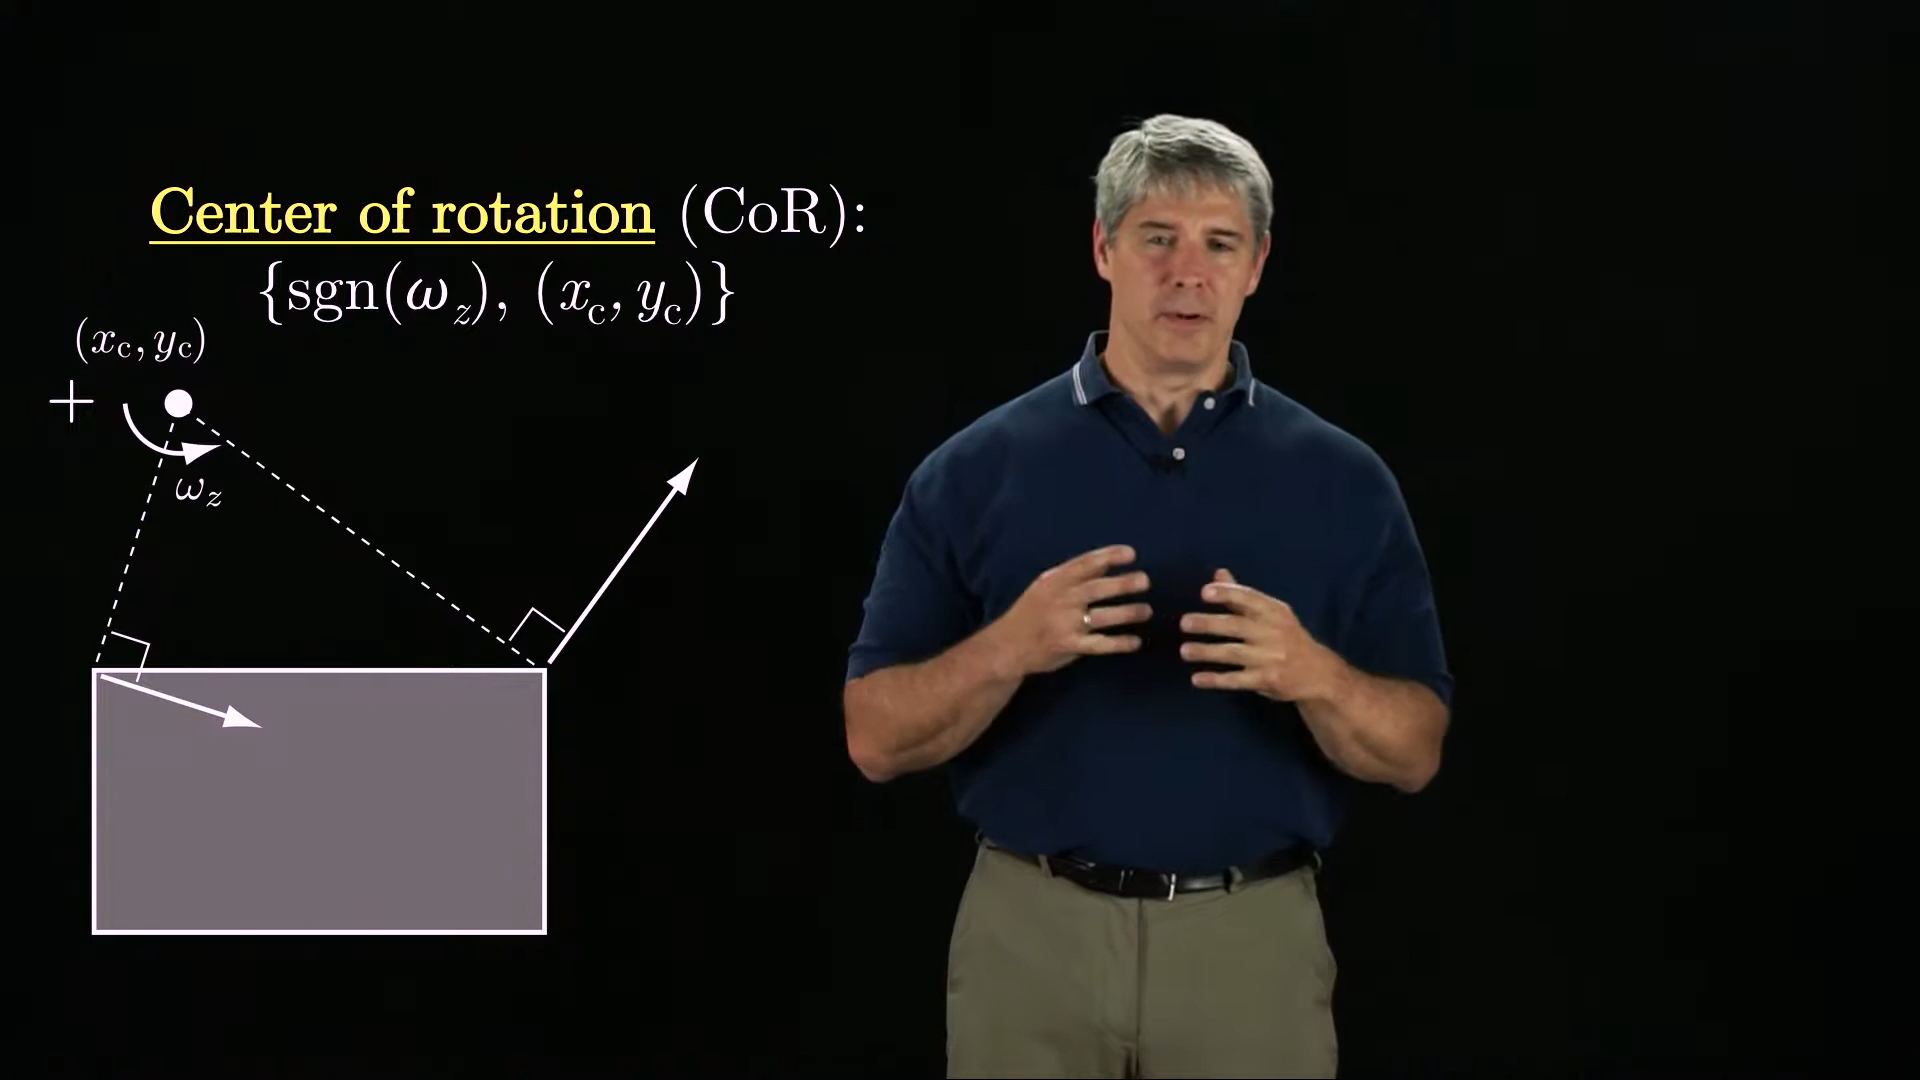 Center of rotation (CoR):
{sgn(ω_z), (x_c, y_c)}
(x_c, y_c)
+
ω_z